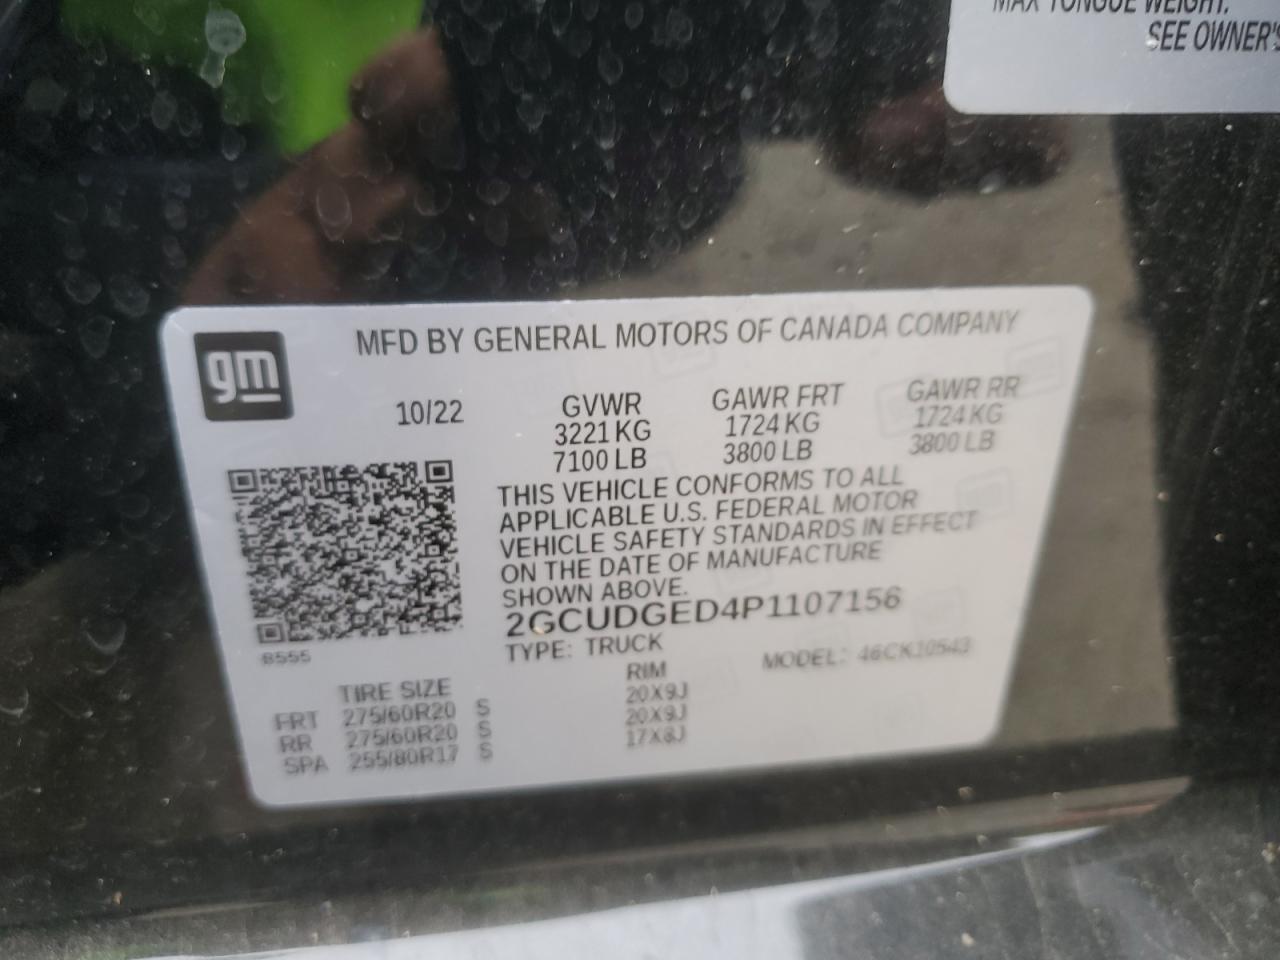 MAX TONGUE WEIGHT.
SEE OWNER'S
gm
MFD BY GENERAL MOTORS OF CANADA COMPANY
10/22 GVWR GAWR FRT GAWR RR
3221 KG 1724 KG 1724 KG
7100 LB 3800 LB 3800 LB
THIS VEHICLE CONFORMS TO ALL
APPLICABLE U.S. FEDERAL MOTOR
VEHICLE SAFETY STANDARDS IN EFFECT
ON THE DATE OF MANUFACTURE
SHOWN ABOVE.
2GCUDGED4P1107156
TYPE: TRUCK MODEL: 46CK10543
8555
TIRE SIZE RIM
FRT 275/60R20 S 20X9J
RR 275/60R20 S 20X9J
SPA 255/80R17 S 17X8J